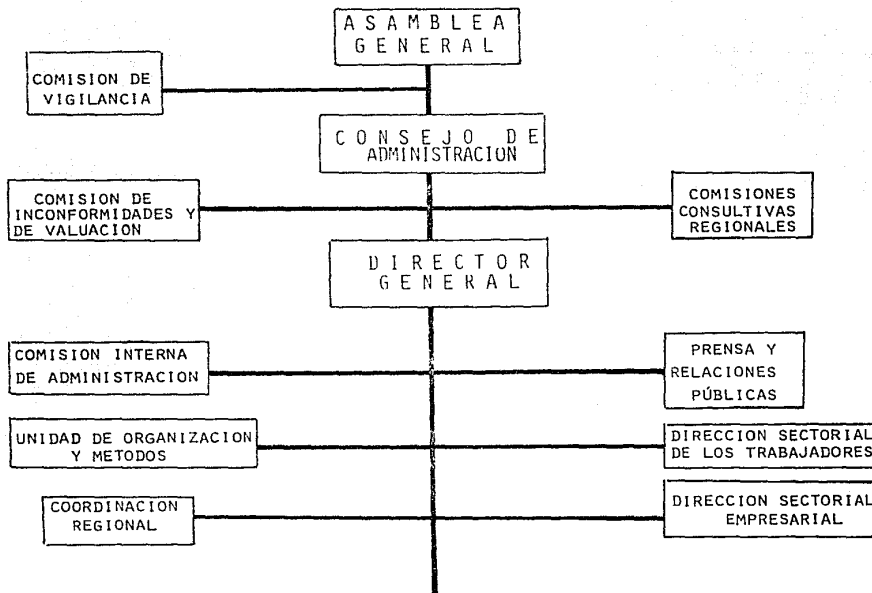 ASAMBLEA
GENERAL
COMISION DE
VIGILANCIA
CONSEJO DE
ADMINISTRACION
COMISION DE
INCONFORMIDADES Y
DE VALUACION
COMISIONES
CONSULTIVAS
REGIONALES
DIRECTOR
GENERAL
COMISION INTERNA
DE ADMINISTRACION
PRENSA Y
RELACIONES
PÚBLICAS
UNIDAD DE ORGANIZACION
Y METODOS
DIRECCION SECTORIAL
DE LOS TRABAJADORES
COORDINACION
REGIONAL
DIRECCION SECTORIAL
EMPRESARIAL